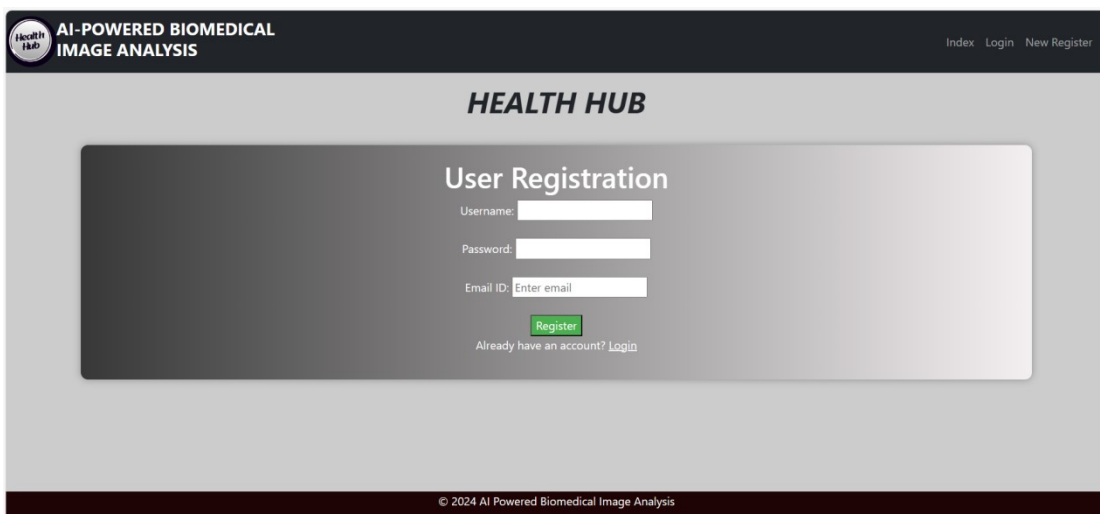 Health
Hub
AI-POWERED BIOMEDICAL
IMAGE ANALYSIS
Index Login New Register
HEALTH HUB
User Registration
Username:
Password:
Email ID: Enter email
Register
Already have an account? Login
© 2024 AI Powered Biomedical Image Analysis